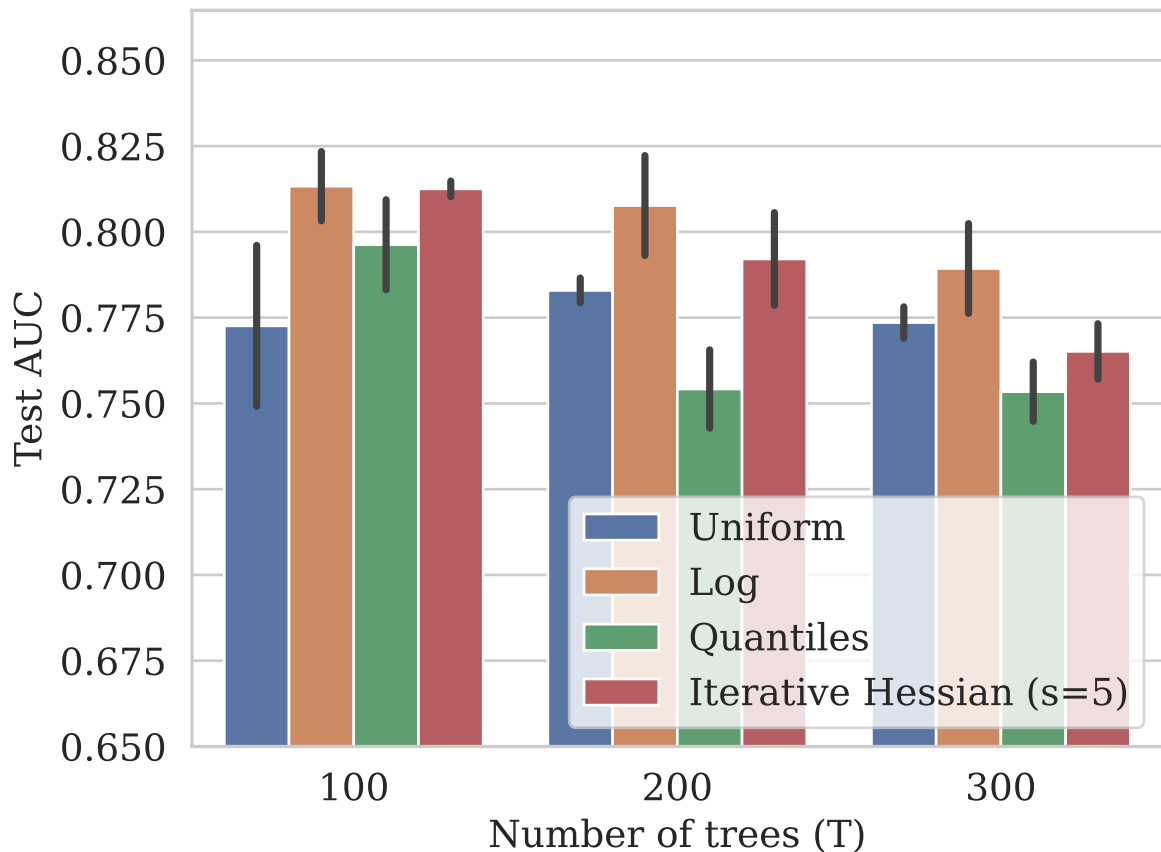 0.850
0.825
0.800
0.775
0.750
0.725
0.700
0.675
0.650
Test AUC
Uniform
Log
Quantiles
Iterative Hessian (s=5)
100 200 300
Number of trees (T)